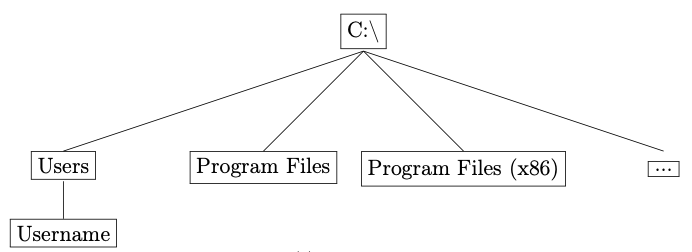 C:\
Users
Program Files
Program Files (x86)
...
Username